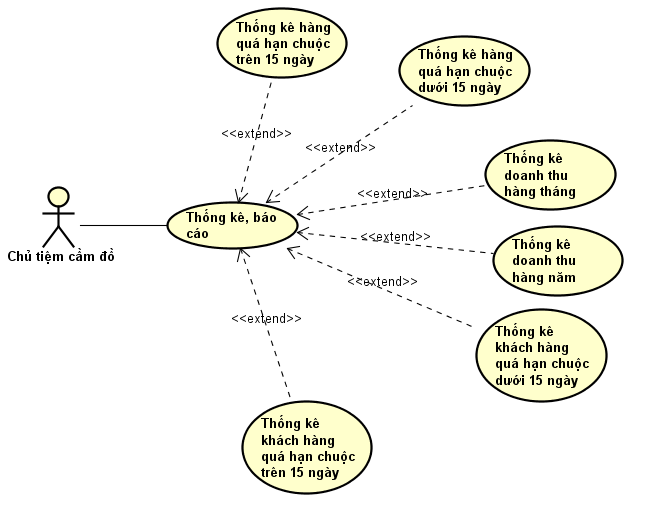 Thống kê hàng
quá hạn chuộc
trên 15 ngày
Thống kê hàng
quá hạn chuộc
dưới 15 ngày
<<extend>>
<<extend>>
Thống kê
doanh thu
hàng tháng
<<extend>>
Thống kê, báo
cáo
<<extend>>
Thống kê
doanh thu
hàng năm
Chủ tiệm cầm đồ
<<extend>>
<<extend>>
Thống kê
khách hàng
quá hạn chuộc
dưới 15 ngày
Thống kê
khách hàng
quá hạn chuộc
trên 15 ngày